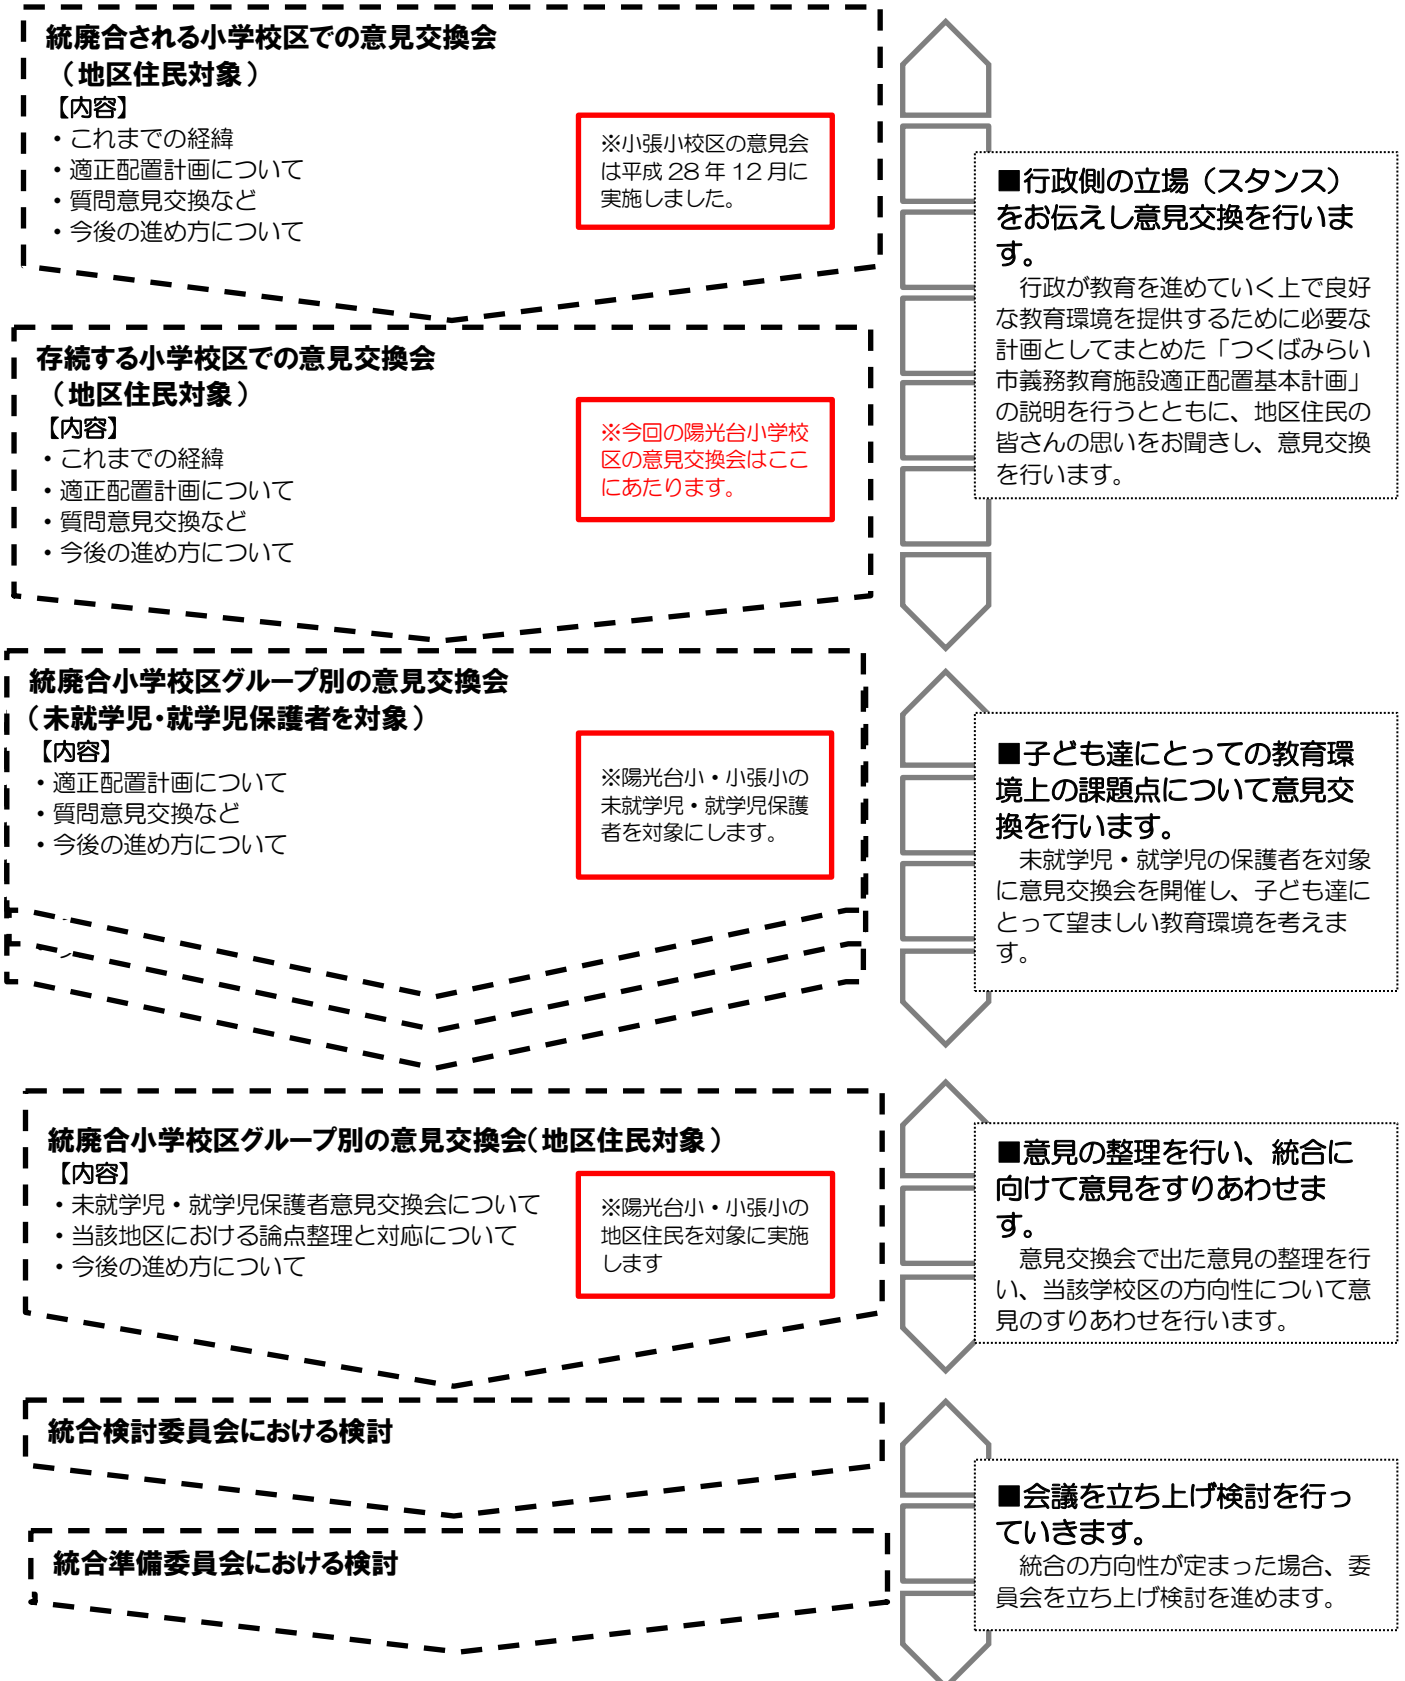 統廃合される小学校区での意見交換会
（地区住民対象）
【内容】
・これまでの経緯
・適正配置計画について
・質問意見交換など
・今後の進め方について
※小張小校区の意見会
は平成 28 年 12 月に
実施しました。
存続する小学校区での意見交換会
（地区住民対象）
【内容】
・これまでの経緯
・適正配置計画について
・質問意見交換など
・今後の進め方について
※今回の陽光台小学校
区の意見交換会はここ
にあたります。
■行政側の立場（スタンス）
をお伝えし意見交換を行いま
す。
行政が教育を進めていく上で良好
な教育環境を提供するために必要な
計画としてまとめた「つくばみらい
市義務教育施設適正配置基本計画」
の説明を行うとともに、地区住民の
皆さんの思いをお聞きし、意見交換
を行います。
統廃合小学校区グループ別の意見交換会
（未就学児・就学児保護者を対象）
【内容】
・適正配置計画について
・質問意見交換など
・今後の進め方について
※陽光台小・小張小の
未就学児・就学児保護
者を対象にします。
■子ども達にとっての教育環
境上の課題点について意見交
換を行います。
未就学児・就学児の保護者を対象
に意見交換会を開催し、子ども達に
とって望ましい教育環境を考えま
す。
統廃合小学校区グループ別の意見交換会（地区住民対象）
【内容】
・未就学児・就学児保護者意見交換会について
・当該地区における論点整理と対応について
・今後の進め方について
※陽光台小・小張小の
地区住民を対象に実施
します
■意見の整理を行い、統合に
向けて意見をすりあわせま
す。
意見交換会で出た意見の整理を行
い、当該学校区の方向性について意
見のすりあわせを行います。
統合検討委員会における検討
統合準備委員会における検討
■会議を立ち上げ検討を行っ
ていきます。
統合の方向性が定まった場合、委
員会を立ち上げ検討を進めます。